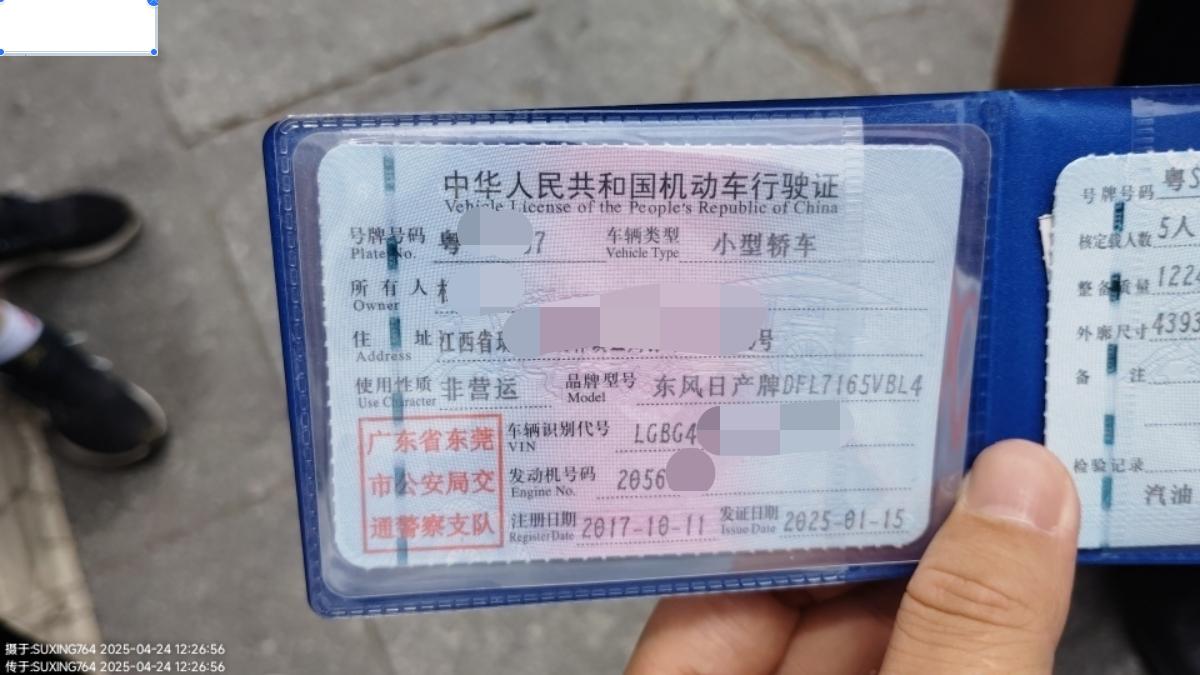 中华人民共和国机动车行驶证
Vehicle License of the People's Republic of China
号牌号码 粤 7 车辆类型 小型轿车
Plate No. Vehicle Type
所有人
Owner
住址 江西省 号
Address
使用性质 非营运 品牌型号 东风日产牌DFL7165VBL4
Use Character Model
广东省东莞
市公安局交
通警察支队
车辆识别代号 LGBG4
VIN
发动机号码 2056
Engine No.
注册日期 2017-10-11 发证日期 2025-01-15
Register Date Issue Date
号牌号码 粤S
核定载人数 5人
整备质量 1224
外廓尺寸 4393
备注
检验记录
汽油
摄于:SUXING764 2025-04-24 12:26:56
传于:SUXING764 2025-04-24 12:26:56